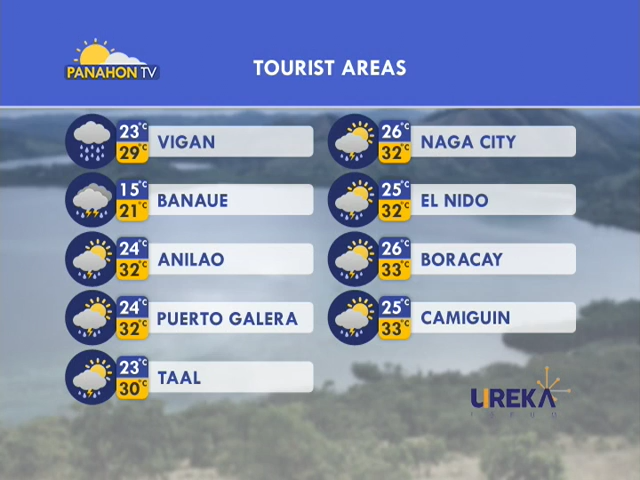 PANAHON TV
TOURIST AREAS
23°C
29°C
VIGAN
15°C
21°C
BANAUE
24°C
32°C
ANILAO
24°C
32°C
PUERTO GALERA
23°C
30°C
TAAL
26°C
32°C
NAGA CITY
25°C
32°C
EL NIDO
26°C
33°C
BORACAY
25°C
33°C
CAMIGUIN
UREKA